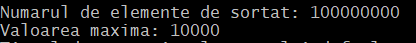 Numarul de elemente de sortat: 100000000
Valoarea maxima: 10000